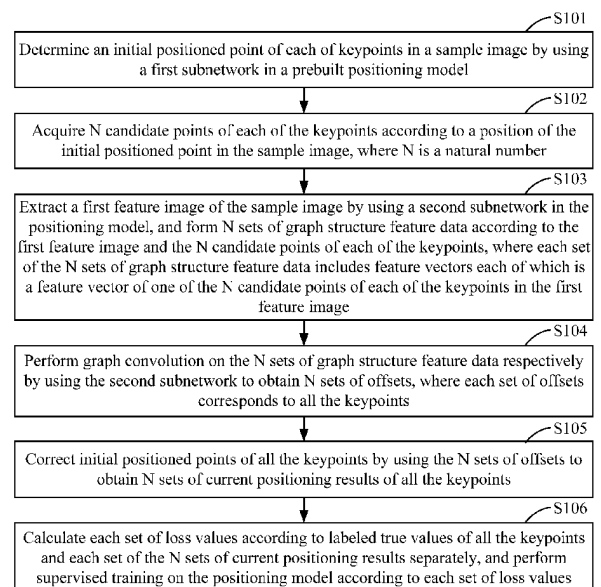 S101
Determine an initial positioned point of each of keypoints in a sample image by using
a first subnetwork in a prebuilt positioning model
S102
Acquire N candidate points of each of the keypoints according to a position of the
initial positioned point in the sample image, where N is a natural number
S103
Extract a first feature image of the sample image by using a second subnetwork in the
positioning model, and form N sets of graph structure feature data according to the
first feature image and the N candidate points of each of the keypoints, where each set
of the N sets of graph structure feature data includes feature vectors each of which is
a feature vector of one of the N candidate points of each of the keypoints in the first
feature image
S104
Perform graph convolution on the N sets of graph structure feature data respectively
by using the second subnetwork to obtain N sets of offsets, where each set of offsets
corresponds to all the keypoints
S105
Correct initial positioned points of all the keypoints by using the N sets of offsets to
obtain N sets of current positioning results of all the keypoints
S106
Calculate each set of loss values according to labeled true values of all the keypoints
and each set of the N sets of current positioning results separately, and perform
supervised training on the positioning model according to each set of loss values